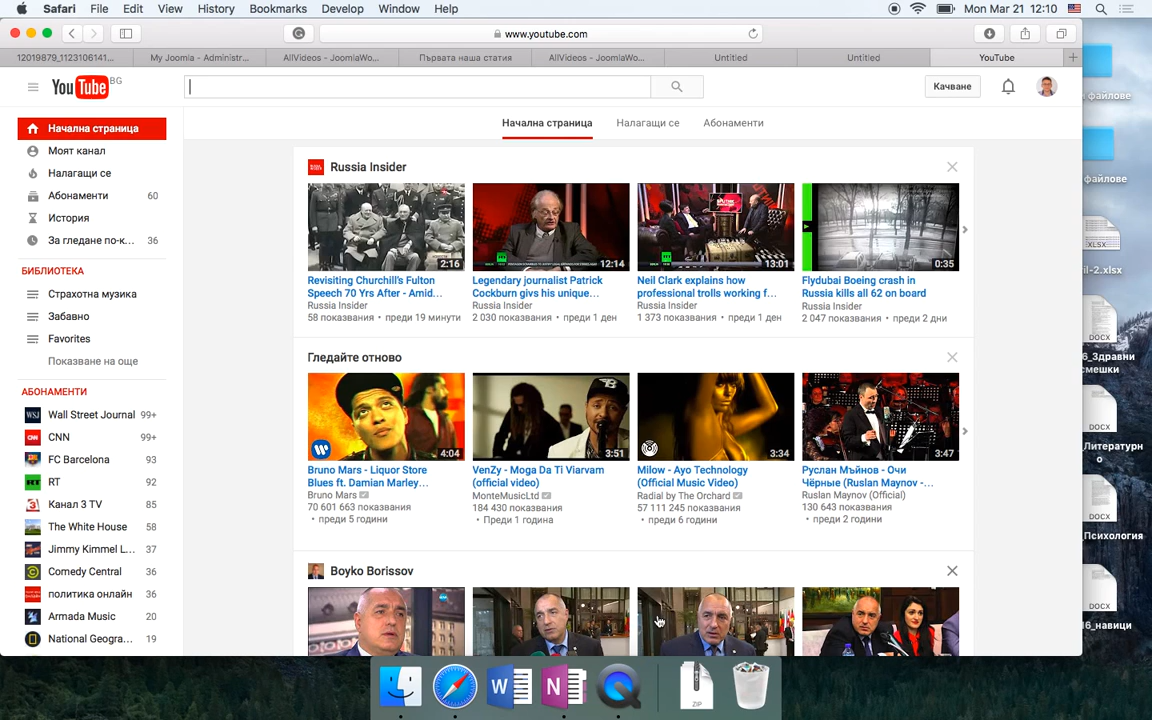 Safari File Edit View History Bookmarks Develop Window Help
Mon Mar 21 12:10
www.youtube.com
12019879_1123106141...
My Joomla - Administr...
AllVideos - JoomlaWo...
Първата наша статия
AllVideos - JoomlaWo...
Untitled
Untitled
YouTube
YouTube BG
Качване
Начална страница
Налагащи се
Абонаменти
Начална страница
Моят канал
Налагащи се
Абонаменти 60
История
За гледане по-к... 36
БИБЛИОТЕКА
Страхотна музика
Забавно
Favorites
Показване на още
АБОНАМЕНТИ
WSJ Wall Street Journal 99+
CNN CNN 99+
FC Barcelona 93
RT RT 92
Канал 3 TV 85
The White House 58
Jimmy Kimmel L... 37
Comedy Central 36
политика онлайн 36
Armada Music 20
National Geogra... 19
Russia Insider
2:16
12:14
13:01
0:35
Revisiting Churchill's Fulton
Speech 70 Yrs After - Amid...
Russia Insider
58 показвания • преди 19 минути
Legendary journalist Patrick
Cockburn givs his unique...
Russia Insider
2 030 показвания • преди 1 ден
Neil Clark explains how
professional trolls working f...
Russia Insider
1 373 показвания • преди 1 ден
Flydubai Boeing crash in
Russia kills all 62 on board
Russia Insider
2 047 показвания • преди 2 дни
Гледайте отново
4:04
3:51
3:34
3:47
Bruno Mars - Liquor Store
Blues ft. Damian Marley...
Bruno Mars
70 601 663 показвания
• преди 5 години
VenZy - Moga Da Ti Viarvam
(official video)
MonteMusicLtd
184 430 показвания
• Преди 1 година
Milow - Ayo Technology
(Official Music Video)
Radial by The Orchard
57 111 245 показвания
• преди 6 години
Руслан Мъйнов - Очи
Чёрные (Ruslan Maynov -...
Ruslan Maynov (Official)
130 643 показвания
• преди 2 години
Boyko Borissov
файлове
файлове
XLSX
il-2.xlsx
DOCX
6_Здравни
смешки
DOCX
Литературн
о
DOCX
_Психология
DOCX
16_навици
W
N
ZIP